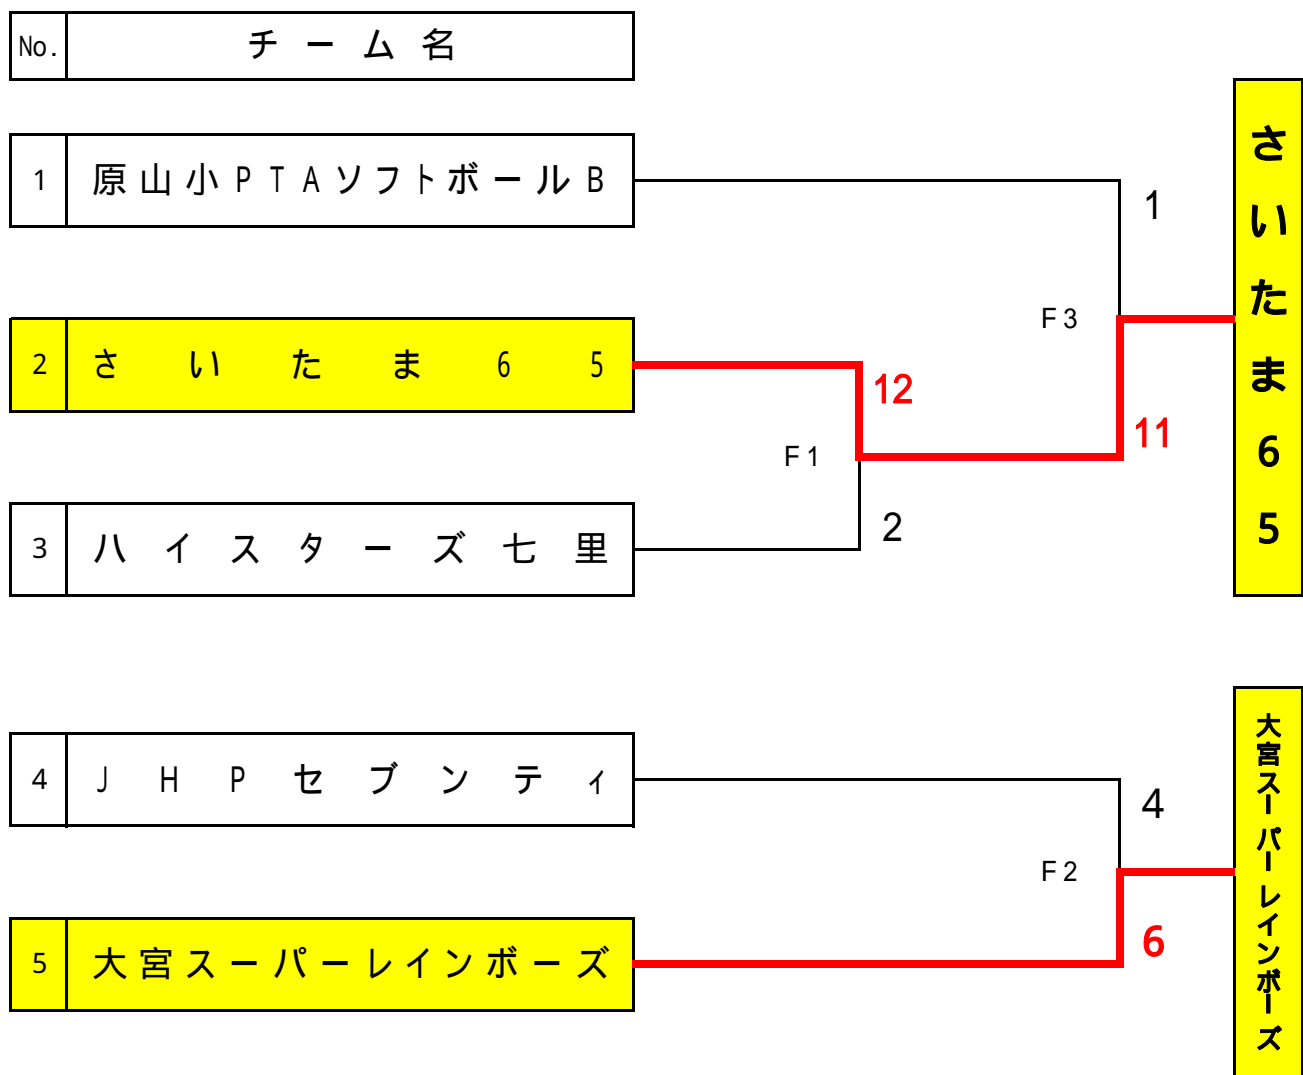 No. チーム名
1 原山小PTAソフトボールB
1
さいたま65
F3
2 さいたま65
12
11
F1
3 ハイスターズ七里
2
4 JHPセブンティ
4
大宮スーパーレインボーズ
F2
5 大宮スーパーレインボーズ
6